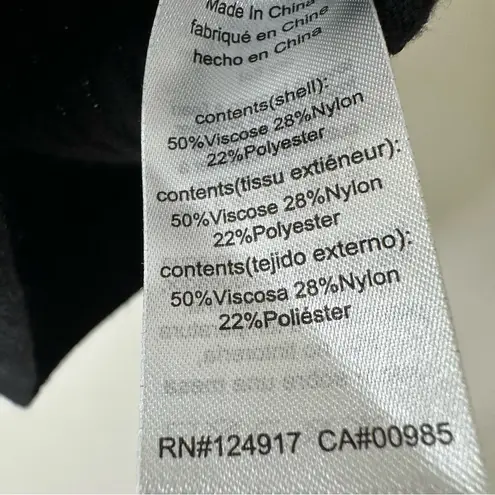 Made In China
fabriqué en Chine
hecho en China
contents(shell):
50%Viscose 28%Nylon
22%Polyester
contents(tissu extiéneur):
50%Viscose 28%Nylon
22%Polyester
contents(tejido externo):
50%Viscosa 28%Nylon
22%Poliéster
RN#124917 CA#00985